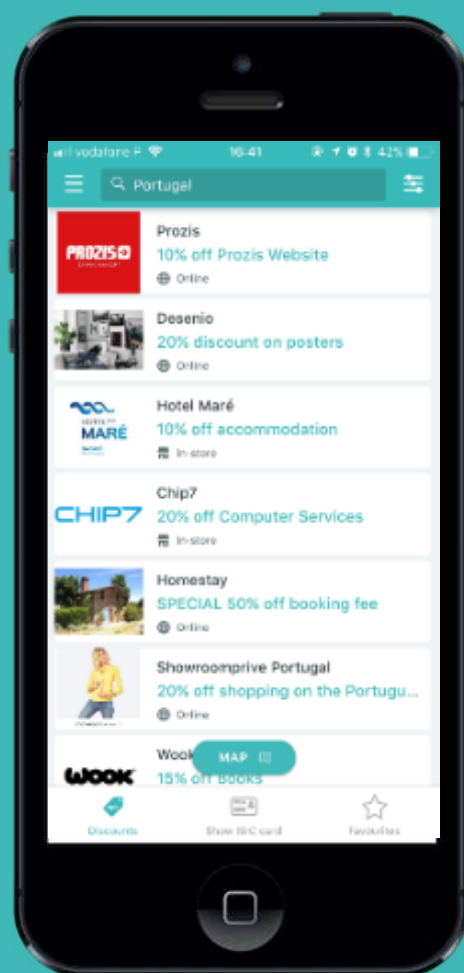 vodafone P 16:41 42%
Portugal
PROZIS
Prozis
10% off Prozis Website
Online
Desenio
20% discount on posters
Online
HOTEL
MARÉ
Hotel Maré
10% off accommodation
In-store
CHIP7
Chip7
20% off Computer Services
In-store
Homestay
SPECIAL 50% off booking fee
Online
Showroomprive Portugal
20% off shopping on the Portugu...
Online
WOOK
Wook
MAP
15% off Books
Discounts
Show ISIC card
Favourites